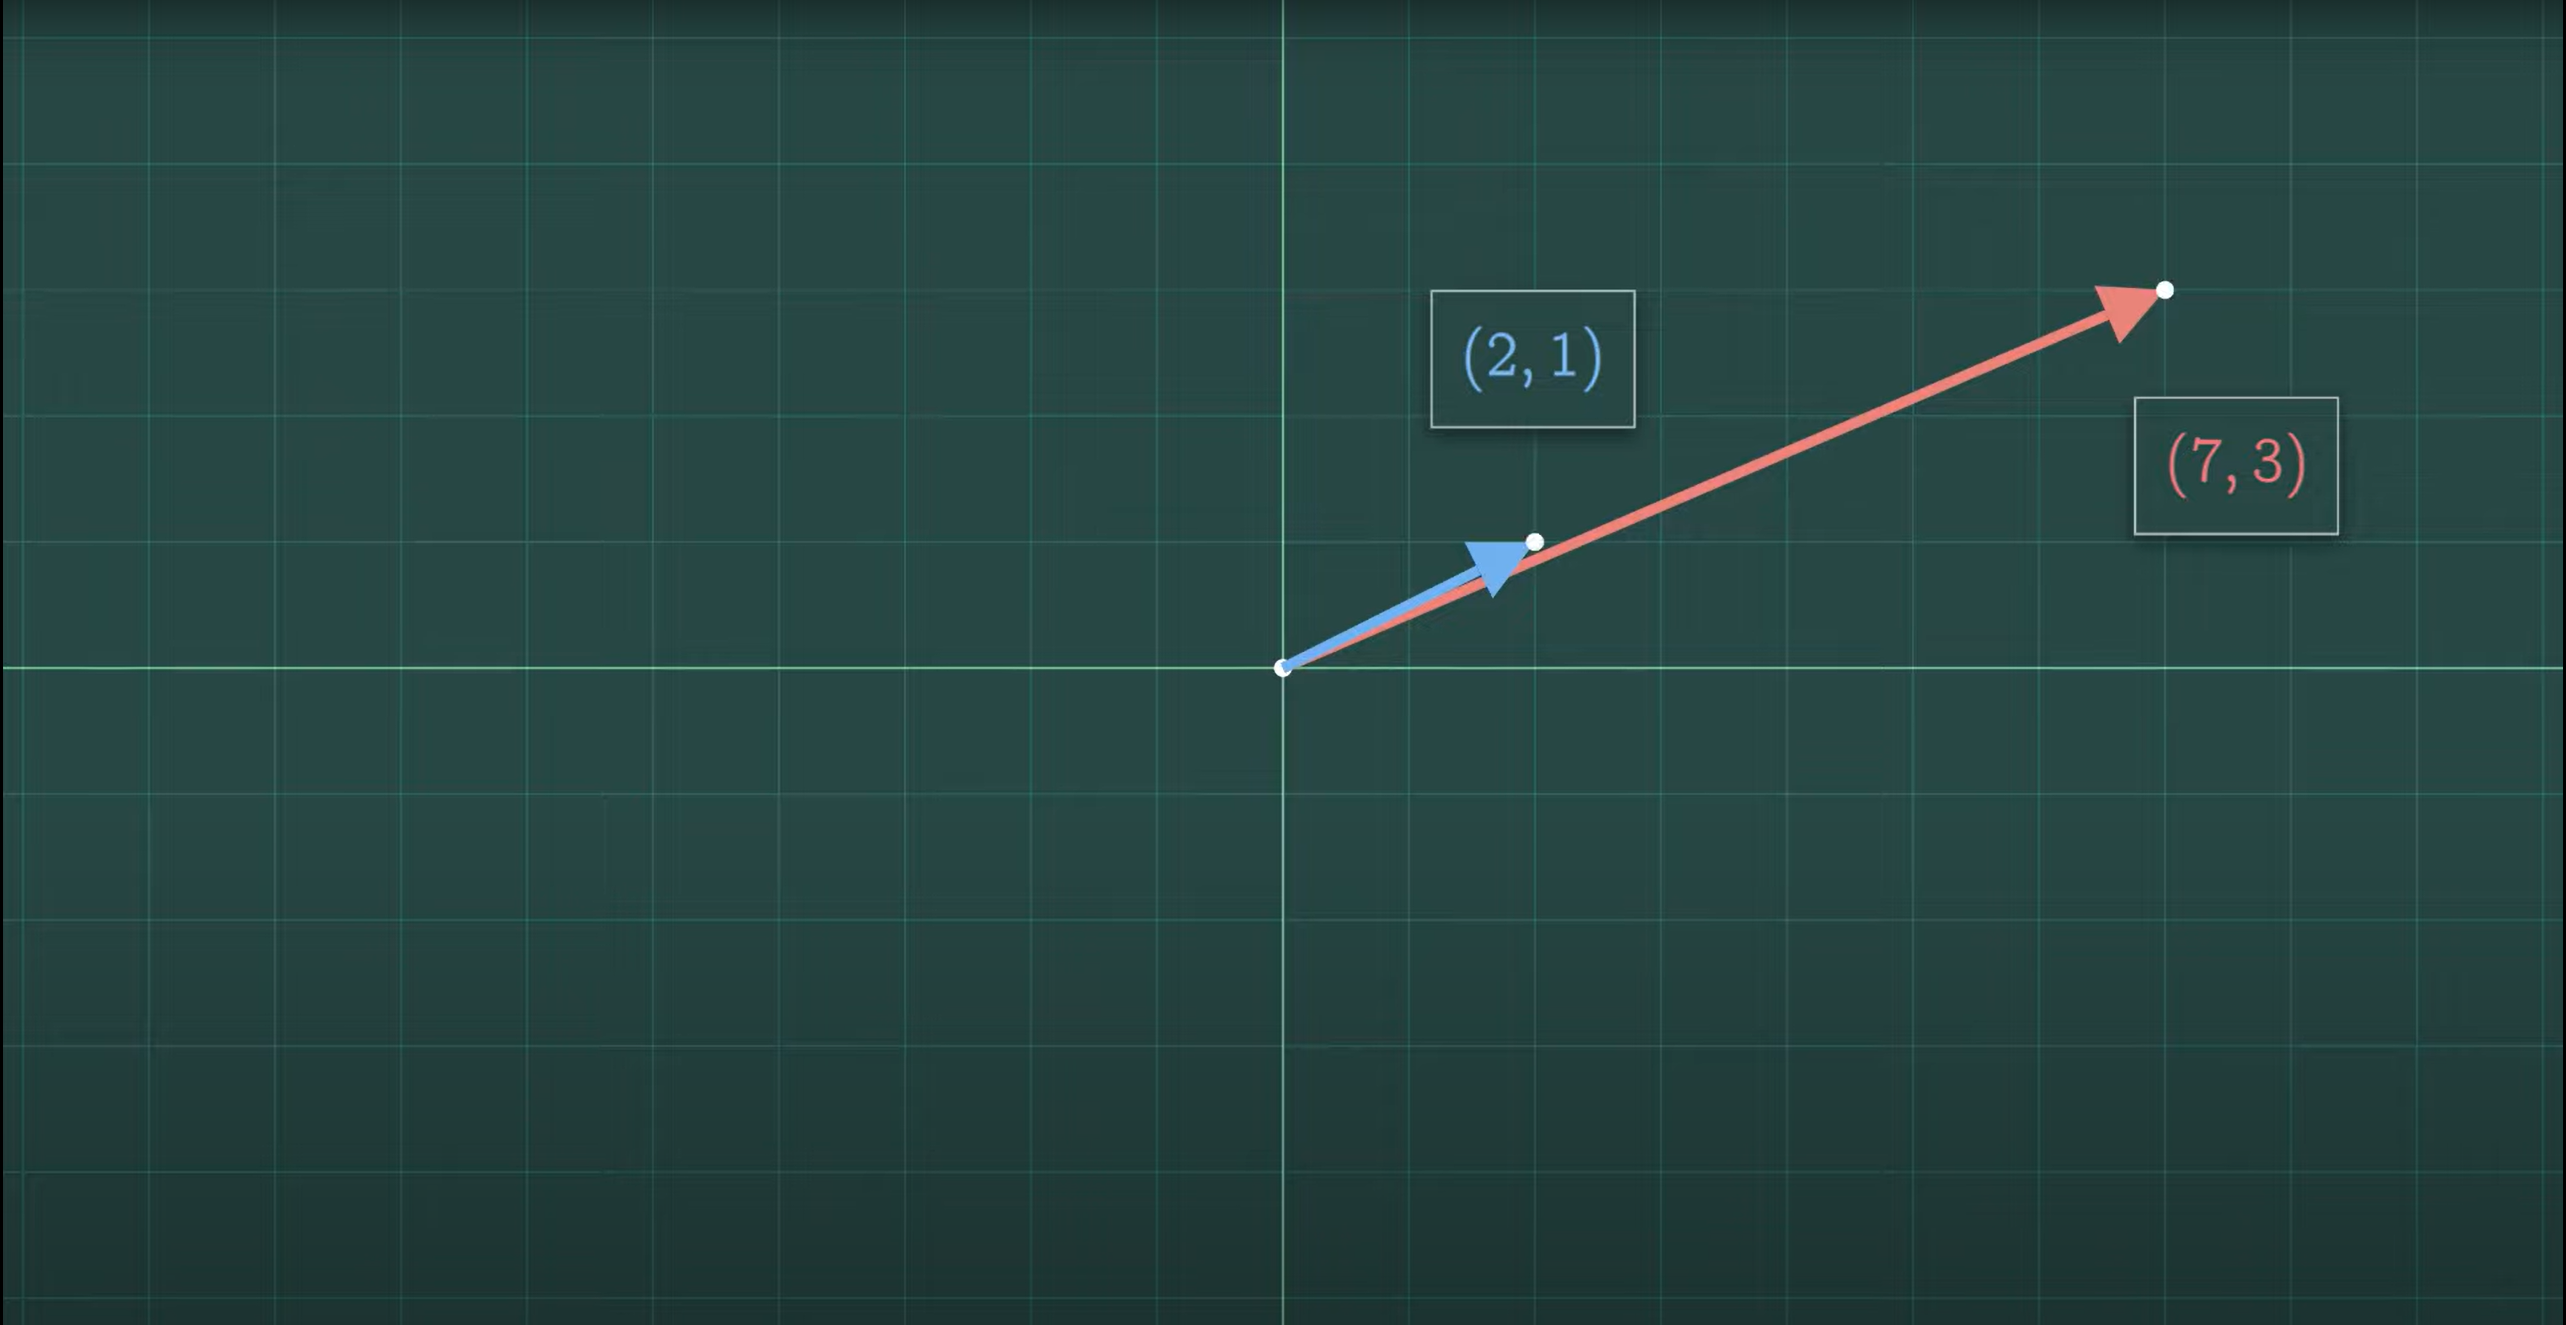 (2, 1)
(7, 3)